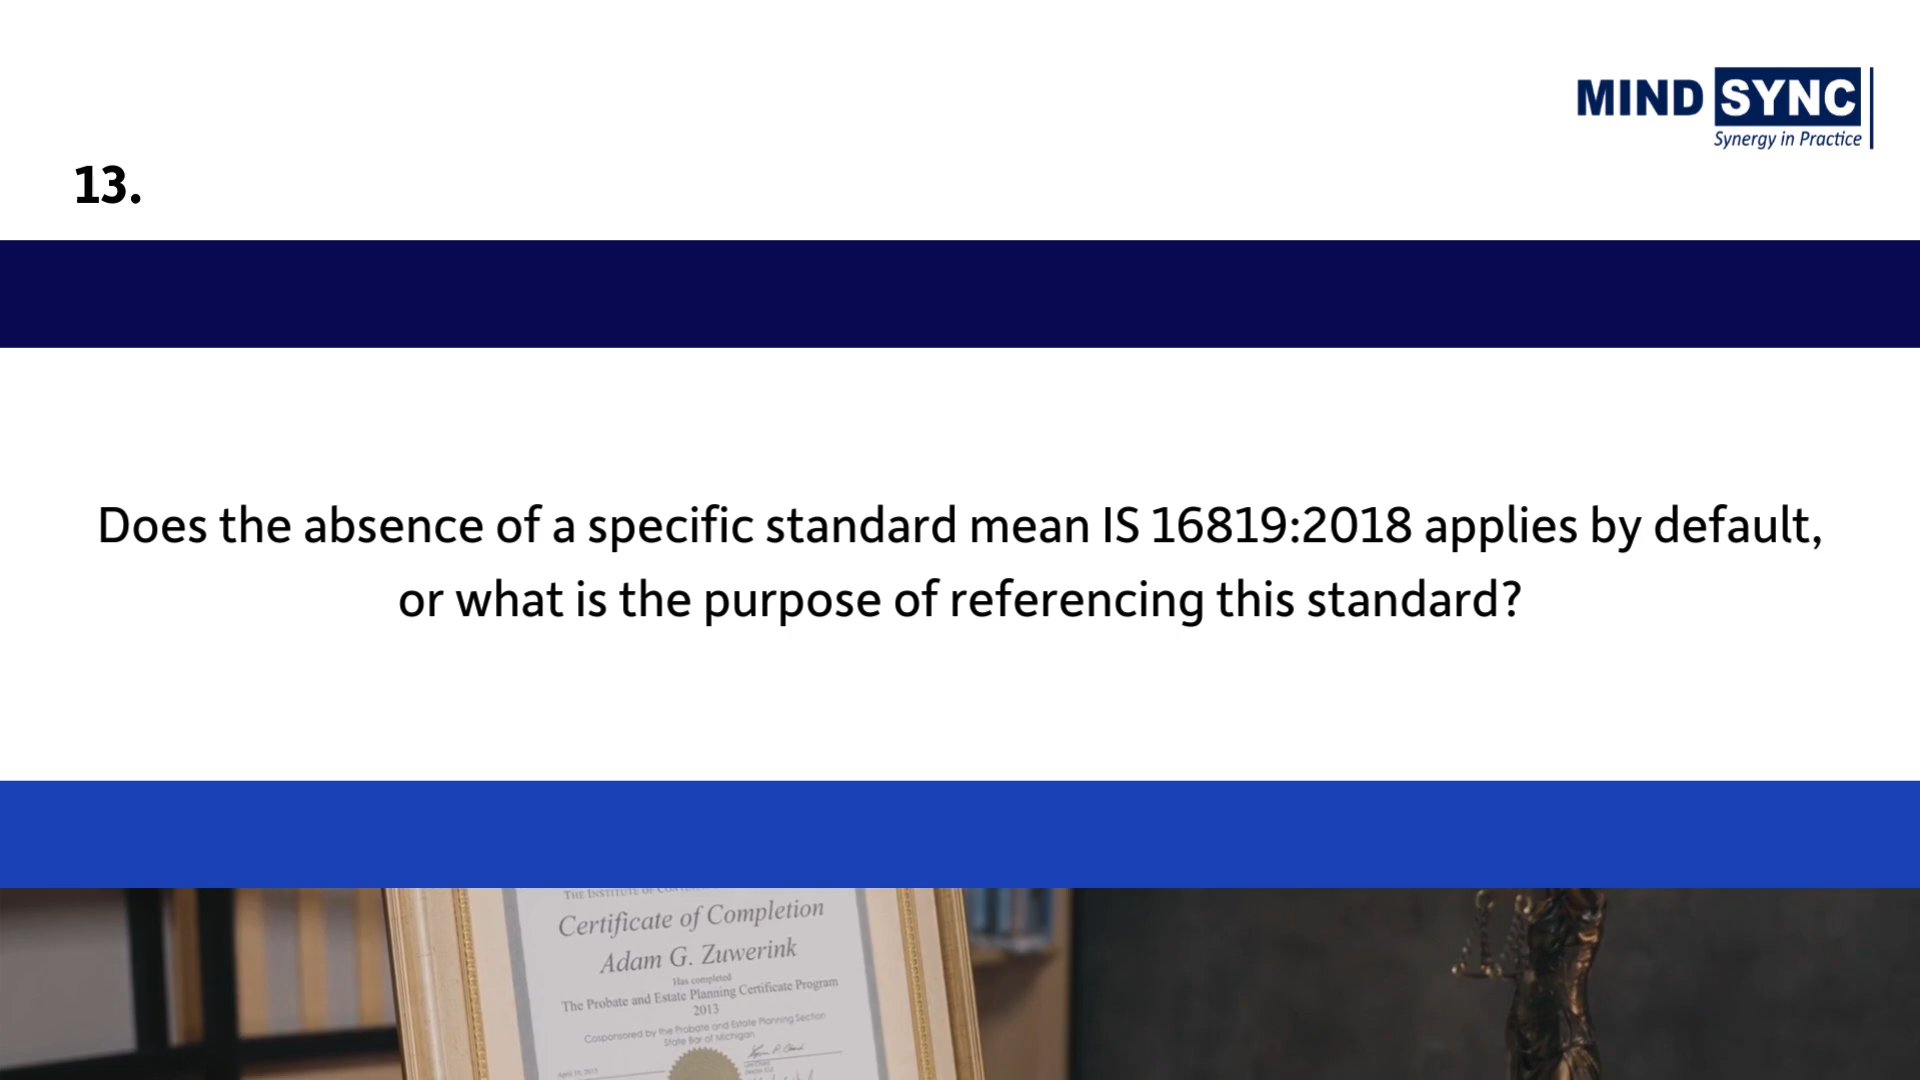 MIND SYNC
Synergy in Practice
13.
Does the absence of a specific standard mean IS 16819:2018 applies by default,
or what is the purpose of referencing this standard?
Certificate of Completion
Adam G. Zuwerink
Has completed
The Probate and Estate Planning Certificate Program
2013
Cosponsored by the Probate and Estate Planning Section
State Bar of Michigan